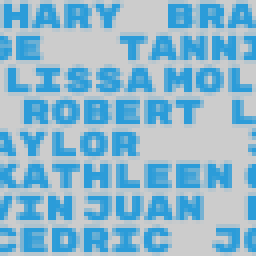 HARY BRA
GE TANNI
LISSA MOL
ROBERT L
AYLOR
KATHLEEN
VIN JUAN
CEDRIC JO